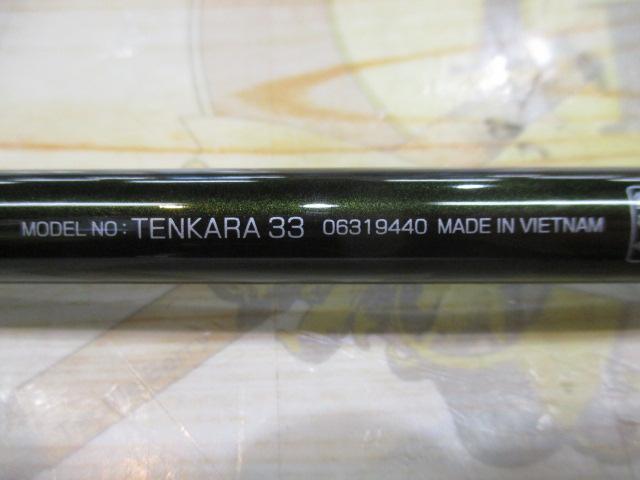 MODEL NO : TENKARA 33 06319440 MADE IN VIETNAM